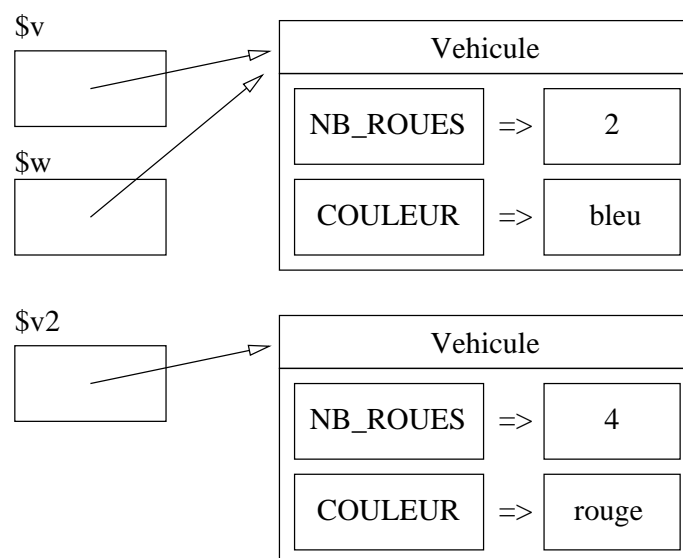 $v
Vehicule
NB_ROUES => 2
$w
COULEUR => bleu
$v2
Vehicule
NB_ROUES => 4
COULEUR => rouge